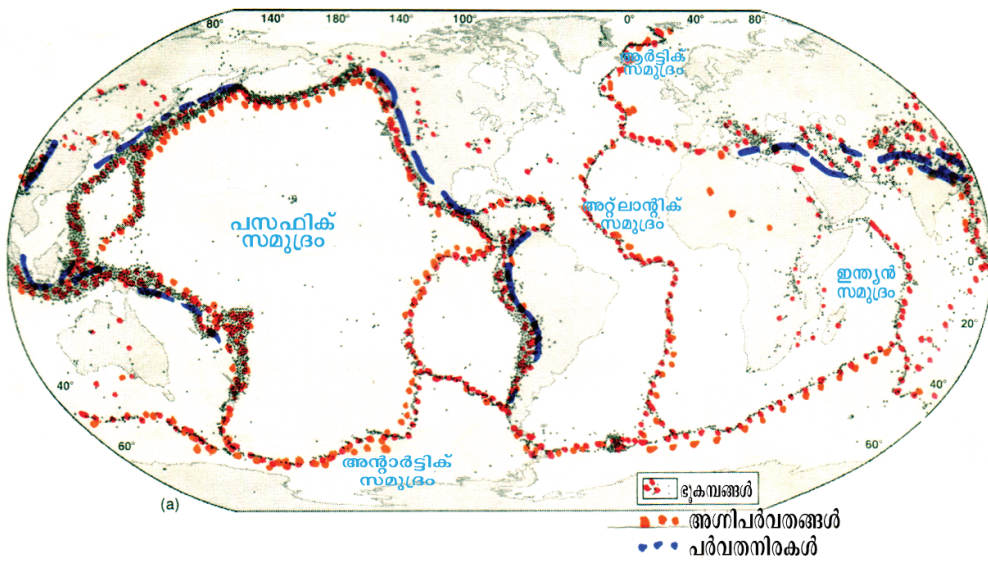 80° 120° 140° 140° 100° 0° 40° 80°
ആർട്ടിക്
സമുദ്രം
പസഫിക്
സമുദ്രം
അറ്റ്ലാന്റിക്
സമുദ്രം
ഇന്ത്യൻ
സമുദ്രം
0°
20°
40° 40°
60° 60°
അന്റാർട്ടിക്
സമുദ്രം
(a)
ഭൂകമ്പങ്ങൾ
അഗ്നിപർവതങ്ങൾ
പർവതനിരകൾ